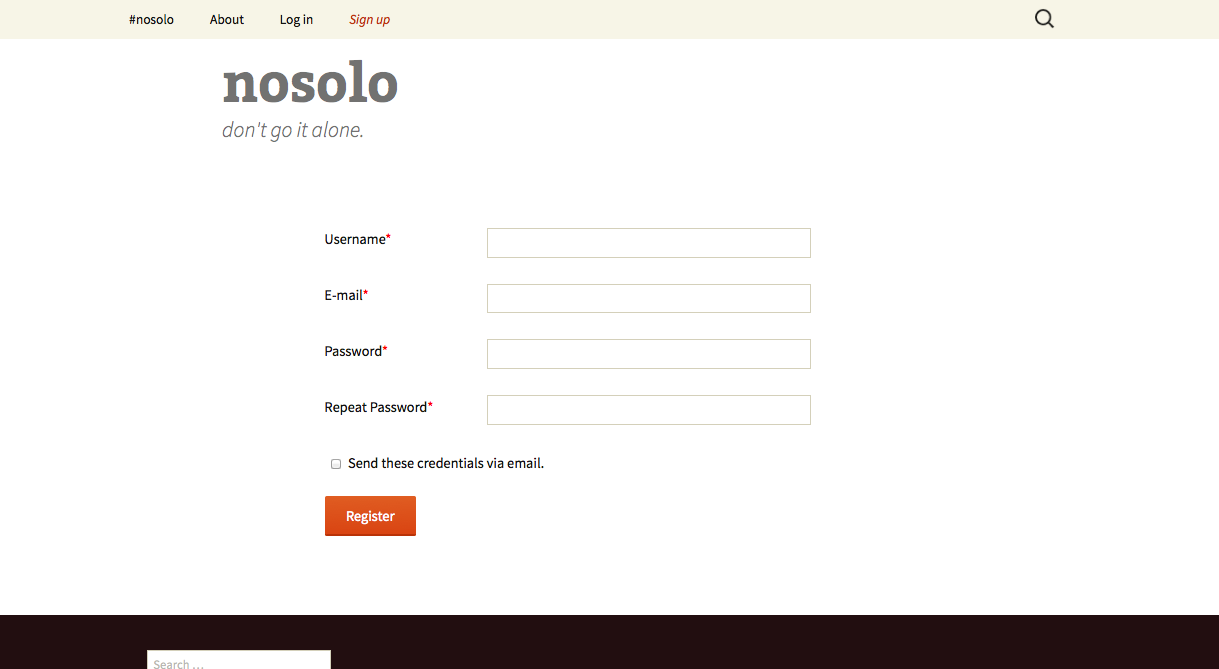 #nosolo About Log in Sign up
nosolo
don't go it alone.
Username*
E-mail*
Password*
Repeat Password*
Send these credentials via email.
Register
Search ...